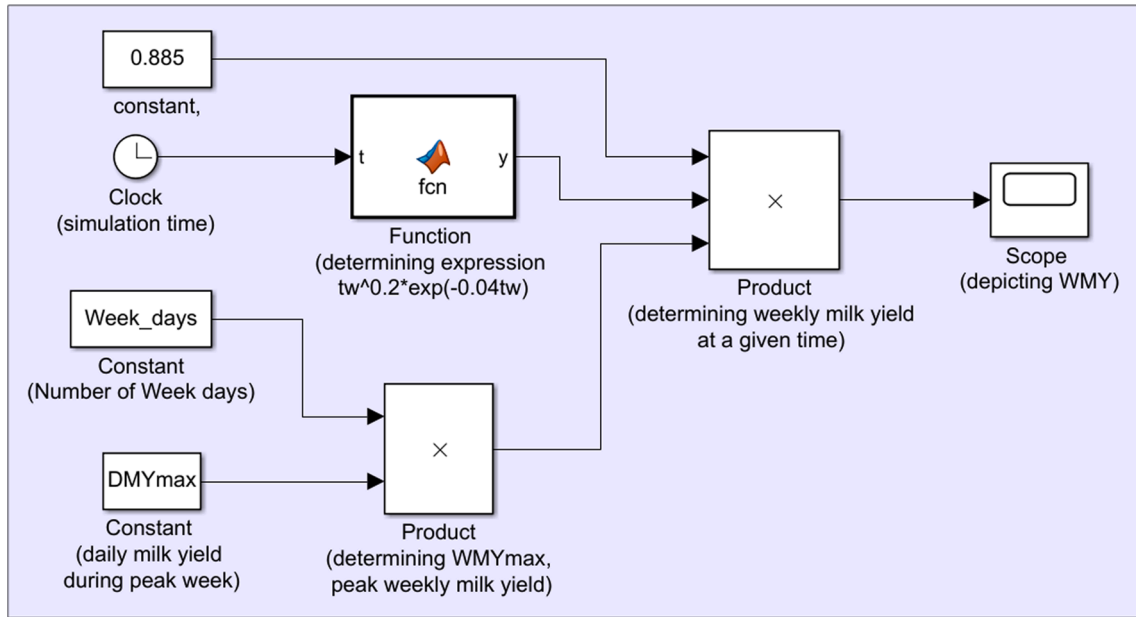 0.885
constant,
Clock
(simulation time)
t
fcn
y
Function
(determining expression
tw^0.2*exp(-0.04tw)
×
Product
(determining weekly milk yield
at a given time)
Scope
(depicting WMY)
Week_days
Constant
(Number of Week days)
DMYmax
Constant
(daily milk yield
during peak week)
×
Product
(determining WMYmax,
peak weekly milk yield)